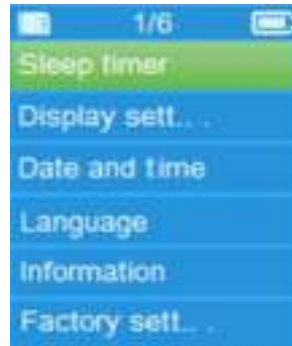 1/6
Sleep timer
Display sett.. .
Date and time
Language
Information
Factory sett.. .